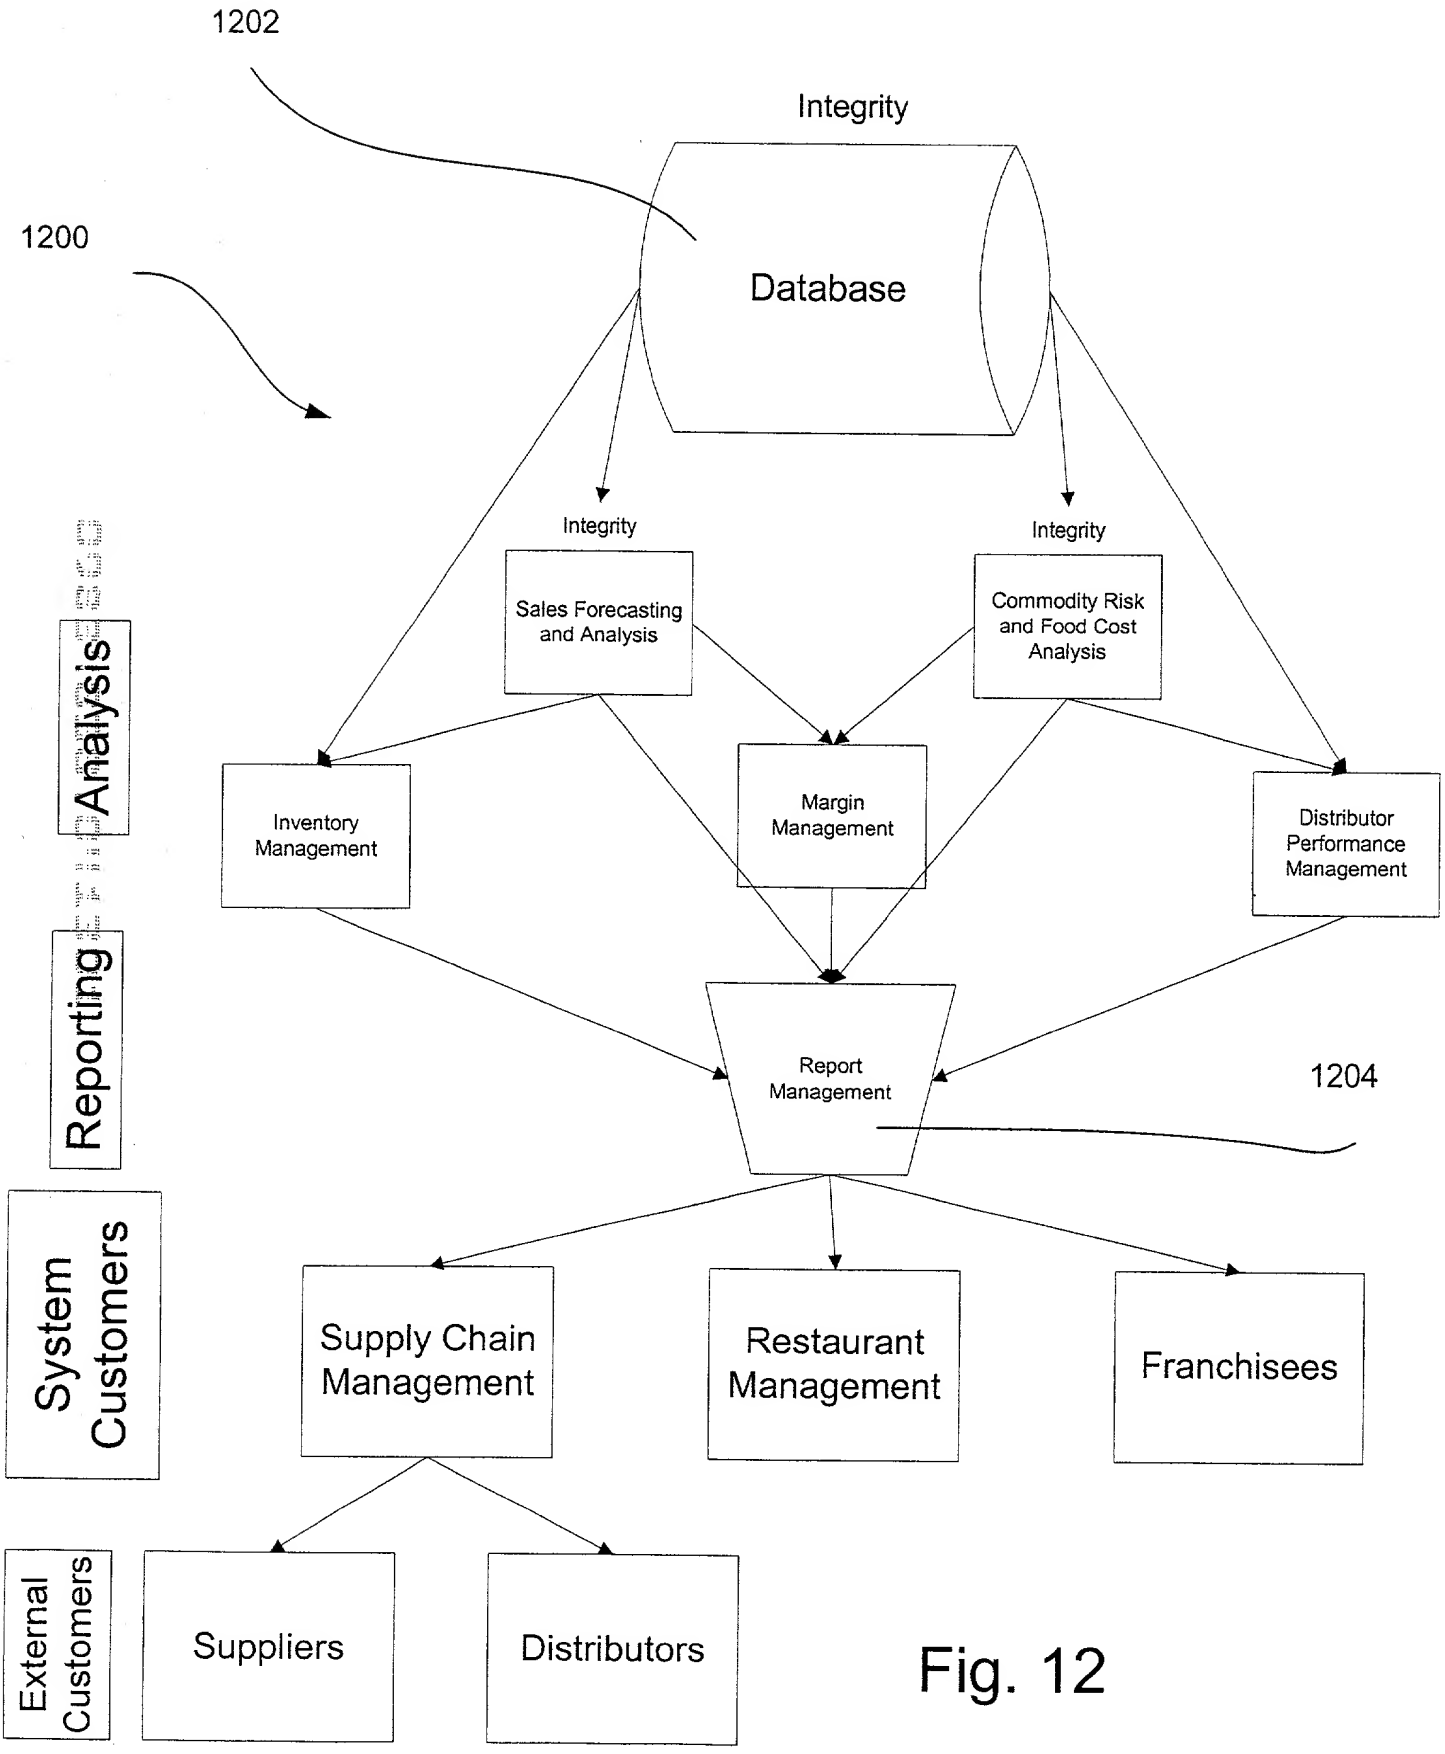 1202
Integrity
1200
Database
Integrity
Integrity
Sales Forecasting
and Analysis
Commodity Risk
and Food Cost
Analysis
Analysis
Inventory
Management
Margin
Management
Distributor
Performance
Management
Reporting
Report
Management
1204
System
Customers
Supply Chain
Management
Restaurant
Management
Franchisees
External
Customers
Suppliers
Distributors
Fig. 12